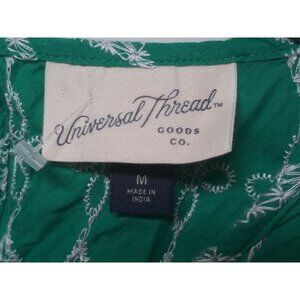 Universal Thread™
GOODS
CO.
M
MADE IN
INDIA